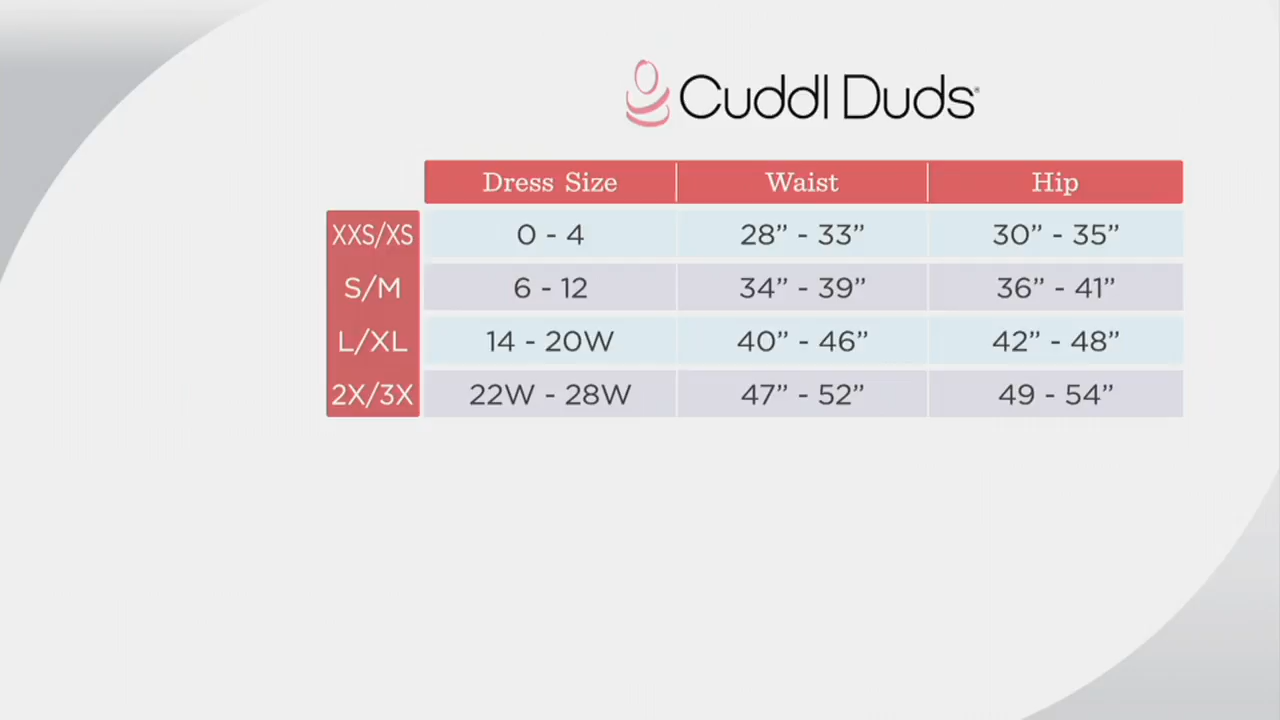 Cuddl Duds®
Dress Size Waist Hip
XXS/XS 0 - 4 28” - 33” 30” - 35”
S/M 6 - 12 34” - 39” 36” - 41”
L/XL 14 - 20W 40” - 46” 42” - 48”
2X/3X 22W - 28W 47” - 52” 49 - 54”